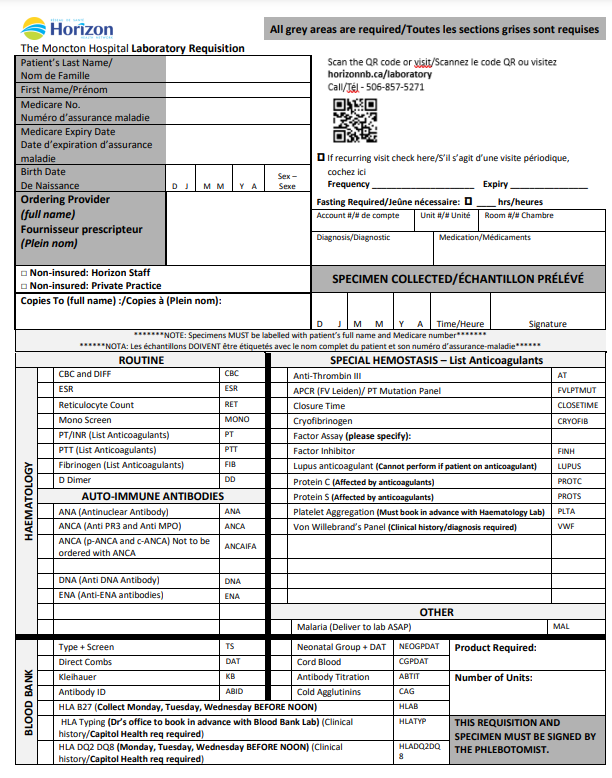 Horizon
All grey areas are required/Toutes les sections grises sont requises
The Moncton Hospital Laboratory Requisition
Patient's Last Name/
Nom de Famille
First Name/Prénom
Medicare No.
Numéro d'assurance maladie
Medicare Expiry Date
Date d'expiration d'assurance
maladie
Birth Date
De Naissance
D J M M Y A
Sex –
Sexe
Ordering Provider
(full name)
Fournisseur prescripteur
(Plein nom)
Scan the QR code or visit/Scannez le code QR ou visitez
horizonnb.ca/laboratory
Call/Tél - 506-857-5271
If recurring visit check here/S'il s'agit d'une visite périodique,
cochez ici
Frequency ____________________ Expiry ______________
Fasting Required/Jeûne nécessaire: ☐ ____ hrs/heures
Account #/# de compte
Unit #/# Unité
Room #/# Chambre
Diagnosis/Diagnostic
Medication/Médicaments
□ Non-insured: Horizon Staff
□ Non-insured: Private Practice
SPECIMEN COLLECTED/ÉCHANTILLON PRÉLÉVÉ
Copies To (full name) :/Copies à (Plein nom):
D J M M Y A Time/Heure Signature
*******NOTE: Specimens MUST be labelled with patient's full name and Medicare number*******
******NOTA: Les échantillons DOIVENT être étiquetés avec le nom complet du patient et son numéro d'assurance-maladie******
HAEMATOLOGY
ROUTINE
CBC and DIFF CBC
ESR ESR
Reticulocyte Count RET
Mono Screen MONO
PT/INR (List Anticoagulants) PT
PTT (List Anticoagulants) PTT
Fibrinogen (List Anticoagulants) FIB
D Dimer DD
AUTO-IMMUNE ANTIBODIES
ANA (Antinuclear Antibody) ANA
ANCA (Anti PR3 and Anti MPO) ANCA
ANCA (p-ANCA and c-ANCA) Not to be
ordered with ANCA ANCAIFA
DNA (Anti DNA Antibody) DNA
ENA (Anti-ENA antibodies) ENA
SPECIAL HEMOSTASIS – List Anticoagulants
Anti-Thrombin III AT
APCR (FV Leiden)/ PT Mutation Panel FVLPTMUT
Closure Time CLOSETIME
Cryofibrinogen CRYOFIB
Factor Assay (please specify):
Factor Inhibitor FINH
Lupus anticoagulant (Cannot perform if patient on anticoagulant) LUPUS
Protein C (Affected by anticoagulants) PROTC
Protein S (Affected by anticoagulants) PROTS
Platelet Aggregation (Must book in advance with Haematology Lab) PLTA
Von Willebrand's Panel (Clinical history/diagnosis required) VWF
OTHER
Malaria (Deliver to lab ASAP) MAL
BLOOD BANK
Type + Screen TS
Direct Combs DAT
Kleihauer KB
Antibody ID ABID
Neonatal Group + DAT NEOGPDAT
Cord Blood CGPDAT
Antibody Titration ABTIT
Cold Agglutinins CAG
HLA B27 (Collect Monday, Tuesday, Wednesday BEFORE NOON) HLAB
HLA Typing (Dr's office to book in advance with Blood Bank Lab) (Clinical
history/Capitol Health req required) HLATYP
HLA DQ2 DQ8 (Monday, Tuesday, Wednesday BEFORE NOON) (Clinical
history/Capitol Health req required) HLADQ2DQ
8
Product Required:
Number of Units:
THIS REQUISITION AND
SPECIMEN MUST BE SIGNED BY
THE PHLEBOTOMIST.